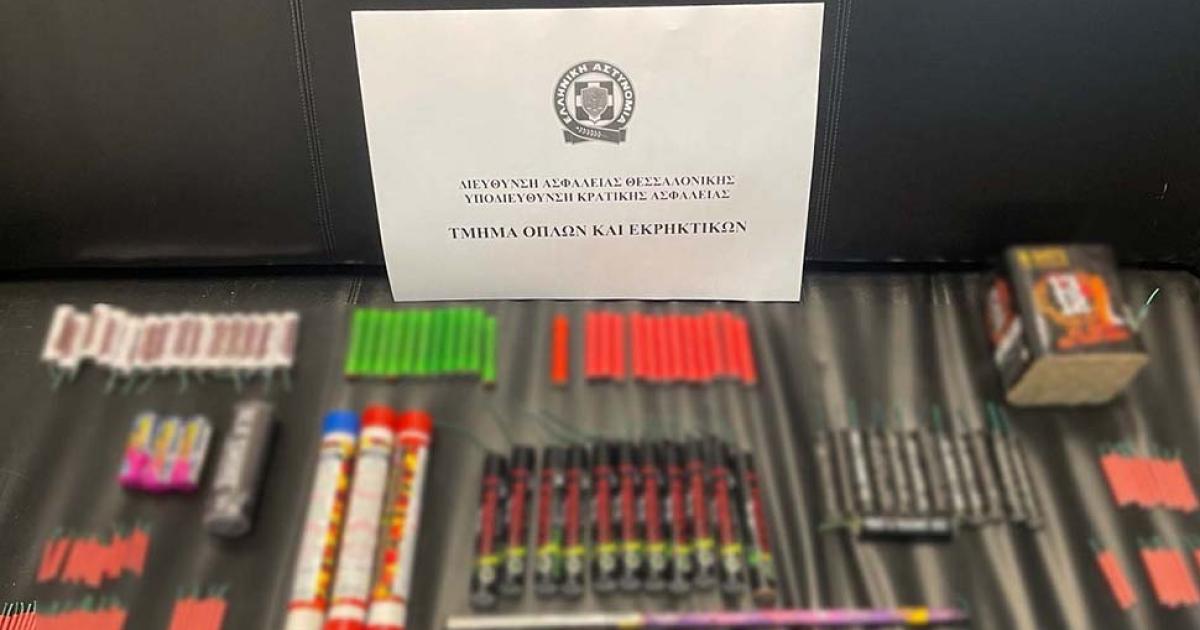 ΕΛΛΗΝΙΚΗ ΑΣΤΥΝΟΜΙΑ
ΔΙΕΥΘΥΝΣΗ ΑΣΦΑΛΕΙΑΣ ΘΕΣΣΑΛΟΝΙΚΗΣ
ΥΠΟΔΙΕΥΘΥΝΣΗ ΚΡΑΤΙΚΗΣ ΑΣΦΑΛΕΙΑΣ
ΤΜΗΜΑ ΟΠΛΩΝ ΚΑΙ ΕΚΡΗΚΤΙΚΩΝ